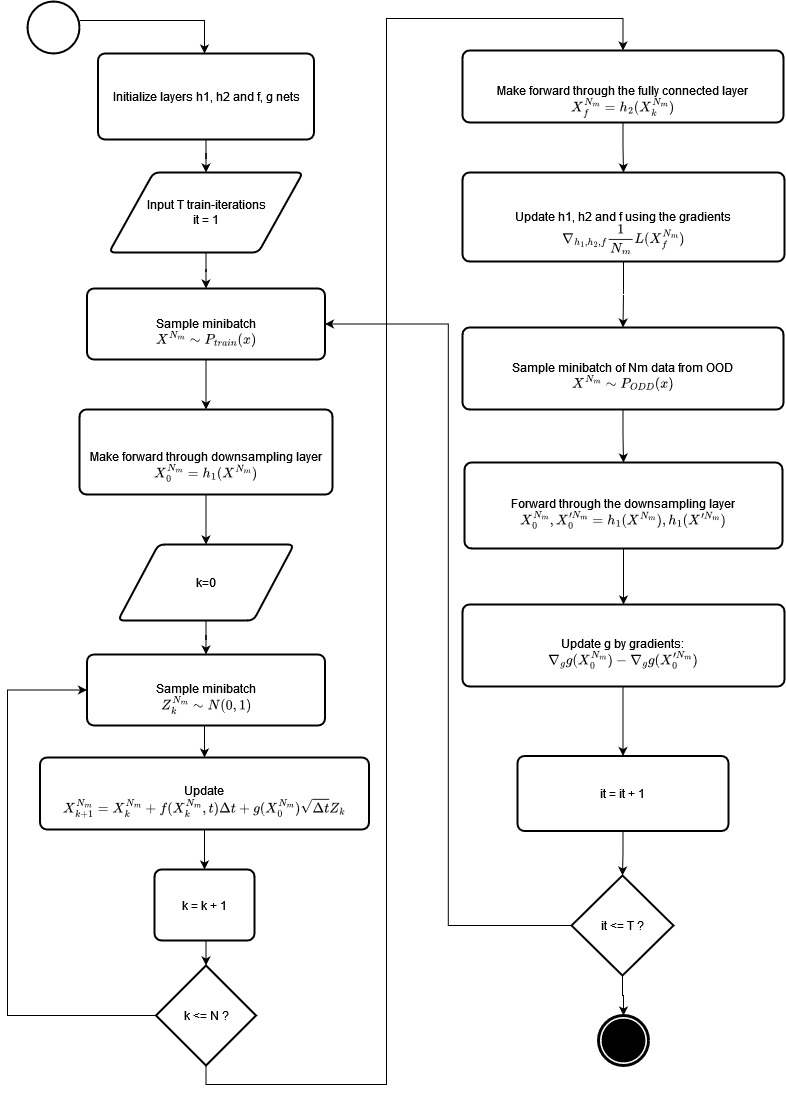 Initialize layers h1, h2 and f, g nets
Input T train-iterations
it = 1
Sample minibatch
$X^{N_m} \sim P_{train}(x)$
Make forward through downsampling layer
$X_0^{N_m} = h_1(X^{N_m})$
k=0
Sample minibatch
$Z_k^{N_m} \sim N(0,1)$
Update
$X_{k+1}^{N_m} = X_k^{N_m} + f(X_k^{N_m}, t)\Delta t + g(X_0^{N_m})\sqrt{\Delta t} Z_k$
k = k + 1
k <= N ?
Make forward through the fully connected layer
$X_f^{N_m} = h_2(X_k^{N_m})$
Update h1, h2 and f using the gradients
$\nabla_{h_1,h_2,f} \frac{1}{N_m} L(X_f^{N_m})$
Sample minibatch of Nm data from OOD
$X^{N_m} \sim P_{ODD}(x)$
Forward through the downsampling layer
$X_0^{N_m}, X_0'^{N_m} = h_1(X^{N_m}), h_1(X'^{N_m})$
Update g by gradients:
$\nabla_g g(X_0^{N_m}) - \nabla_g g(X_0'^{N_m})$
it = it + 1
it <= T ?